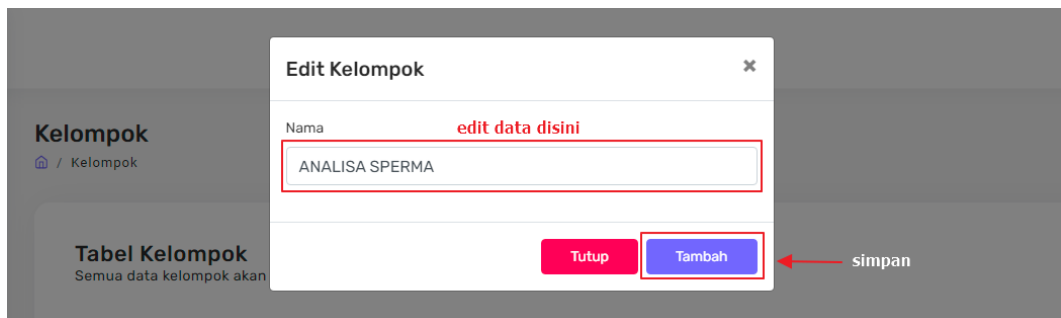 Edit Kelompok
×
Kelompok
/ Kelompok
Nama
edit data disini
ANALISA SPERMA
Tabel Kelompok
Semua data kelompok akan
Tutup
Tambah
simpan